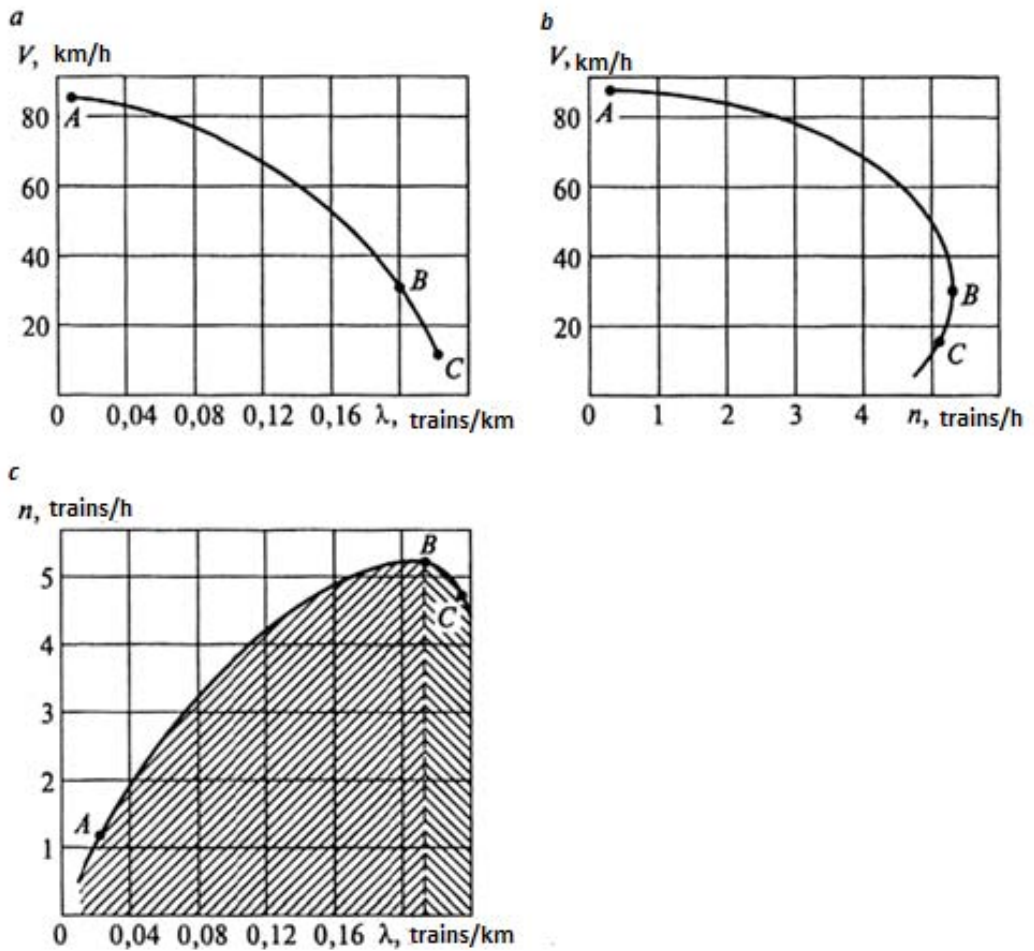 a
V, km/h
80
60
40
20
A
B
C
0 0,04 0,08 0,12 0,16 λ, trains/km
b
V, km/h
80
60
40
20
A
B
C
0 1 2 3 4 n, trains/h
c
n, trains/h
5
4
3
2
1
A
B
C
0 0,04 0,08 0,12 0,16 λ, trains/km